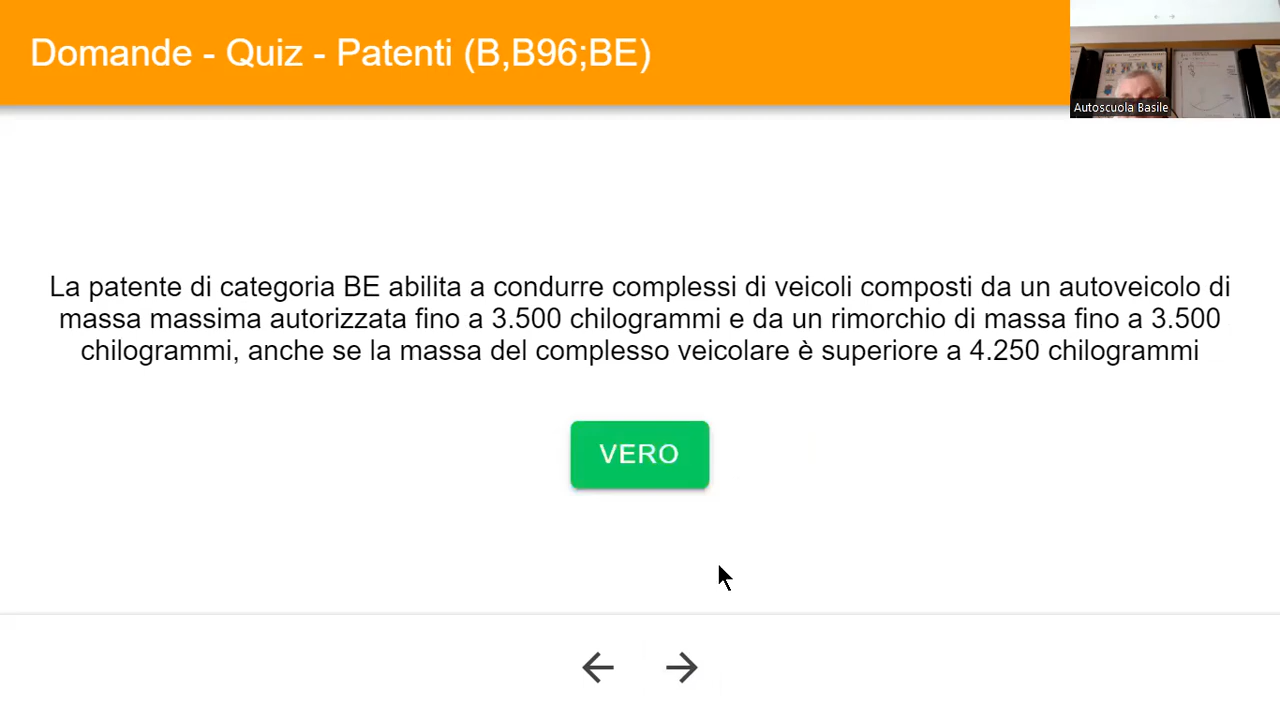 Domande - Quiz - Patenti (B,B96;BE)
Autoscuola Basile
La patente di categoria BE abilita a condurre complessi di veicoli composti da un autoveicolo di
massa massima autorizzata fino a 3.500 chilogrammi e da un rimorchio di massa fino a 3.500
chilogrammi, anche se la massa del complesso veicolare è superiore a 4.250 chilogrammi
VERO